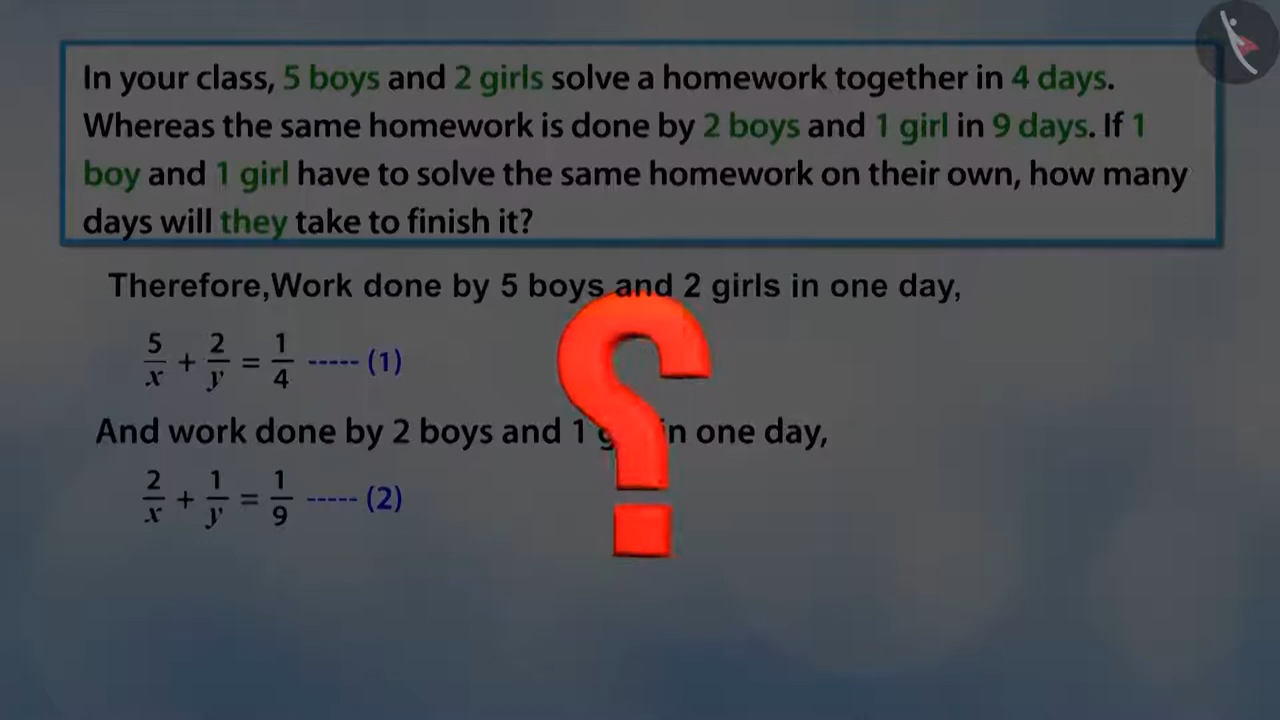 In your class, 5 boys and 2 girls solve a homework together in 4 days.
Whereas the same homework is done by 2 boys and 1 girl in 9 days. If 1
boy and 1 girl have to solve the same homework on their own, how many
days will they take to finish it?
Therefore,Work done by 5 boys and 2 girls in one day,
5/x + 2/y = 1/4 ----- (1)
And work done by 2 boys and 1 g in one day,
2/x + 1/y = 1/9 ----- (2)
?